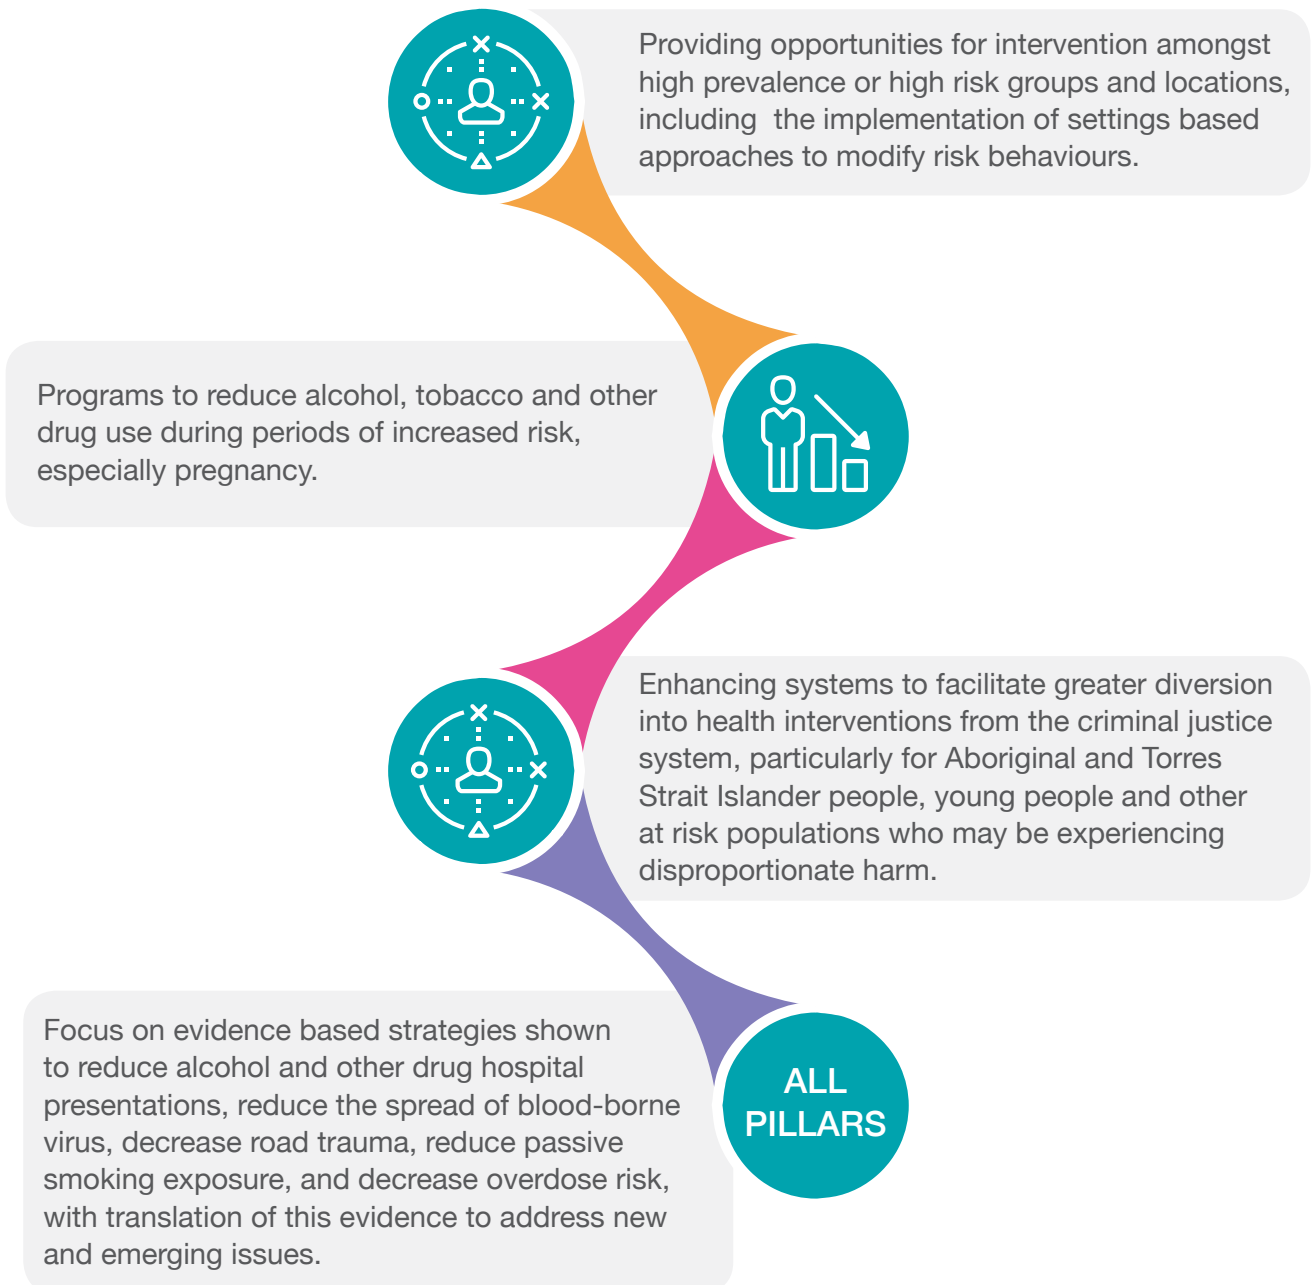 Providing opportunities for intervention amongst
high prevalence or high risk groups and locations,
including  the implementation of settings based
approaches to modify risk behaviours.
Programs to reduce alcohol, tobacco and other
drug use during periods of increased risk,
especially pregnancy.
Enhancing systems to facilitate greater diversion
into health interventions from the criminal justice
system, particularly for Aboriginal and Torres
Strait Islander people, young people and other
at risk populations who may be experiencing
disproportionate harm.
Focus on evidence based strategies shown
to reduce alcohol and other drug hospital
presentations, reduce the spread of blood-borne
virus, decrease road trauma, reduce passive
smoking exposure, and decrease overdose risk,
with translation of this evidence to address new
and emerging issues.
ALL
PILLARS